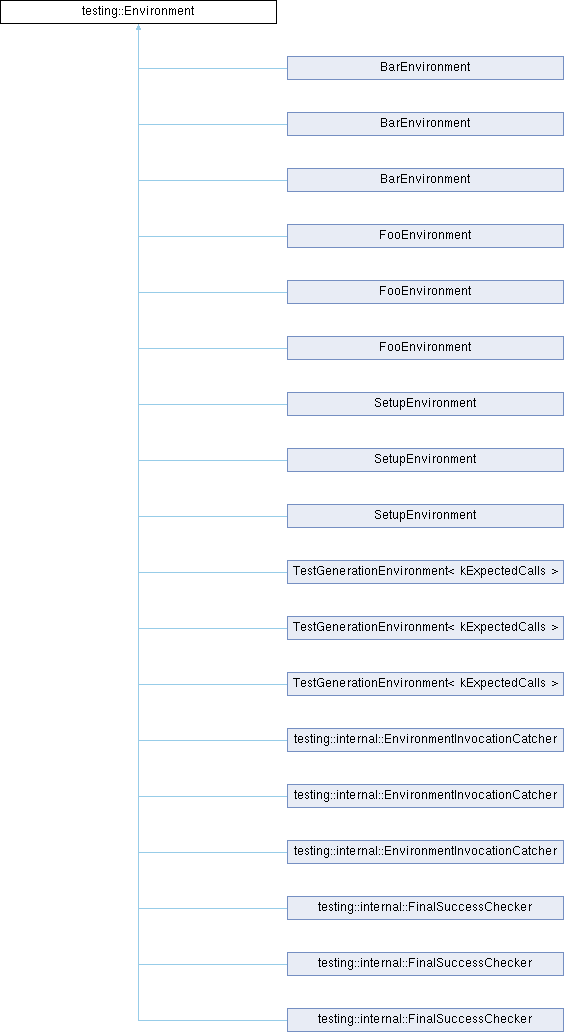 testing::Environment
BarEnvironment
BarEnvironment
BarEnvironment
FooEnvironment
FooEnvironment
FooEnvironment
SetupEnvironment
SetupEnvironment
SetupEnvironment
TestGenerationEnvironment< kExpectedCalls >
TestGenerationEnvironment< kExpectedCalls >
TestGenerationEnvironment< kExpectedCalls >
testing::internal::EnvironmentInvocationCatcher
testing::internal::EnvironmentInvocationCatcher
testing::internal::EnvironmentInvocationCatcher
testing::internal::FinalSuccessChecker
testing::internal::FinalSuccessChecker
testing::internal::FinalSuccessChecker